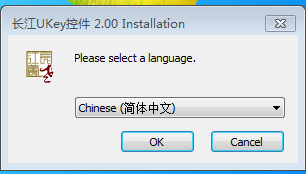 长江UKey控件 2.00 Installation
Please select a language.
Chinese (简体中文)
OK
Cancel